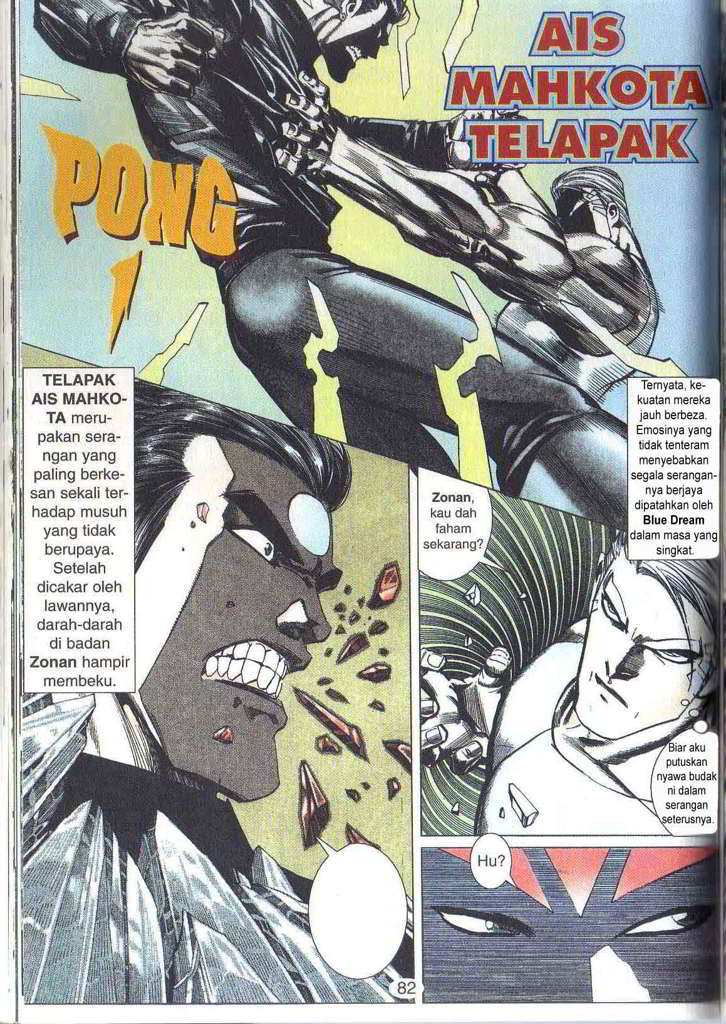 AIS
MAHKOTA
TELAPAK
PONG
!
TELAPAK
AIS MAHKO-
TA meru-
pakan sera-
ngan yang
paling berke-
san sekali ter-
hadap musuh
yang tidak
berupaya.
Setelah
dicakar oleh
lawannya,
darah-darah
di badan
Zonan hampir
membeku.
Ternyata, ke-
kuatan mereka
jauh berbeza.
Emosinya yang
tidak tenteram
menyebabkan
segala serangan-
nya berjaya
dipatahkan oleh
Blue Dream
dalam masa yang
singkat.
Zonan,
kau dah
faham
sekarang?
Biar aku
putuskan
nyawa budak
ni dalam
serangan
seterusnya.
Hu?
82